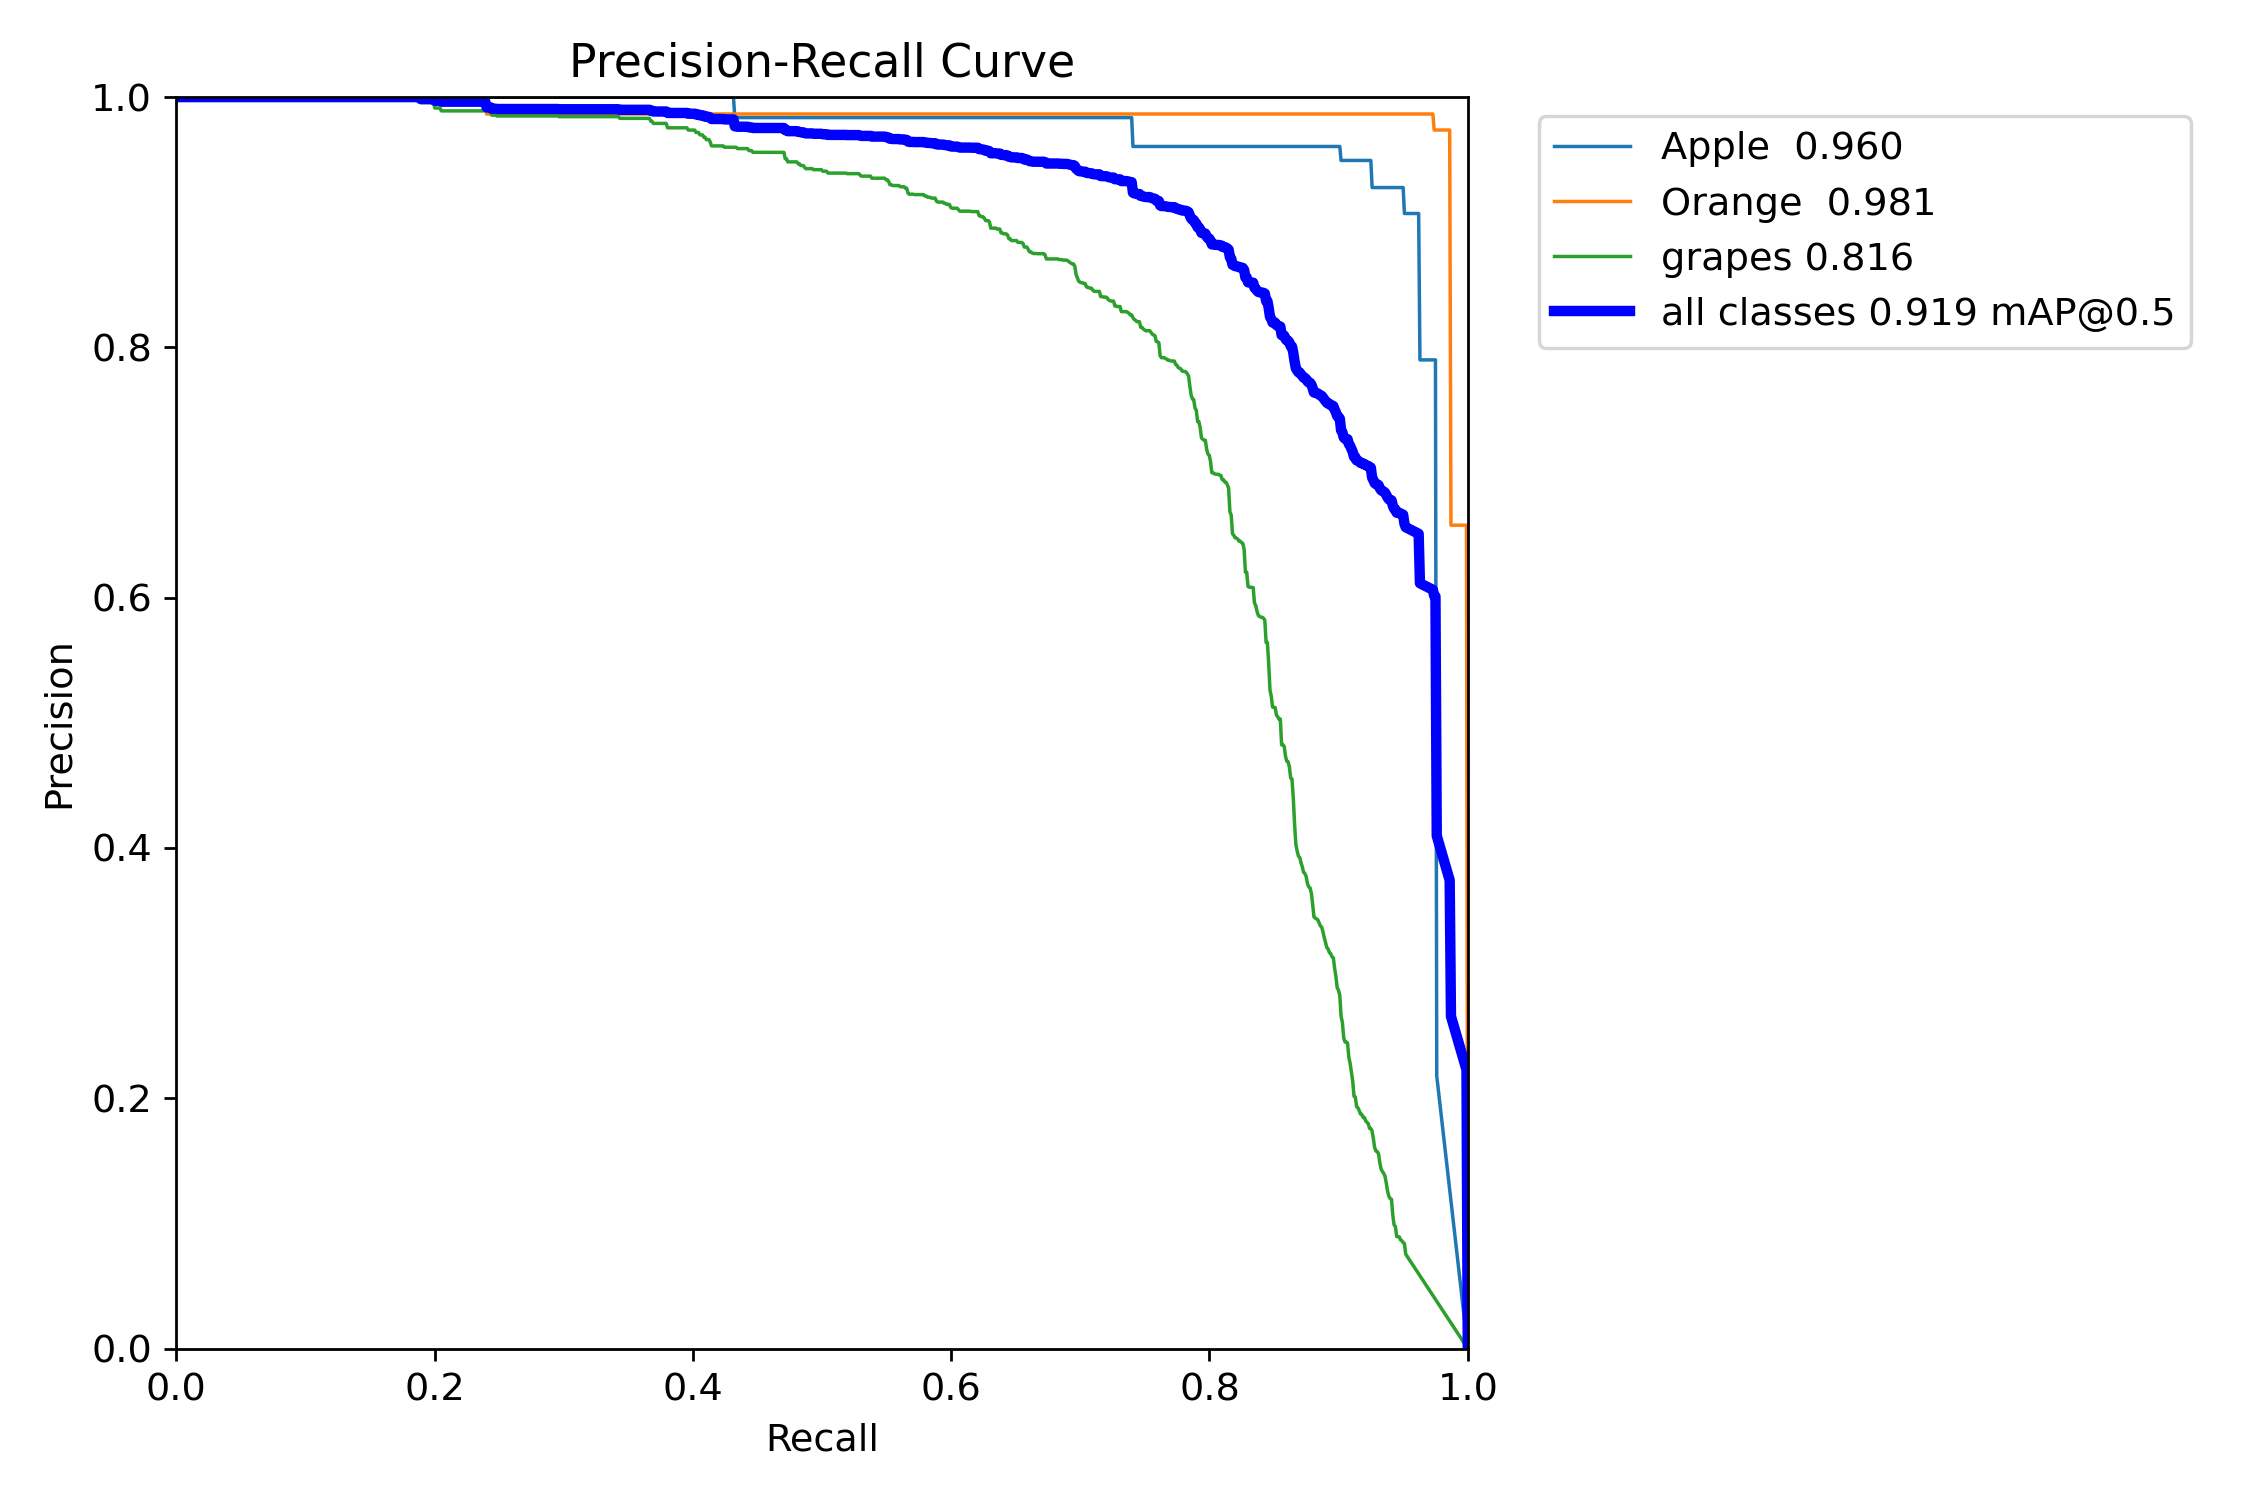 Precision-Recall Curve
1.0
0.8
0.6
0.4
0.2
0.0
Precision
0.0 0.2 0.4 0.6 0.8 1.0
Recall
Apple 0.960
Orange 0.981
grapes 0.816
all classes 0.919 mAP@0.5